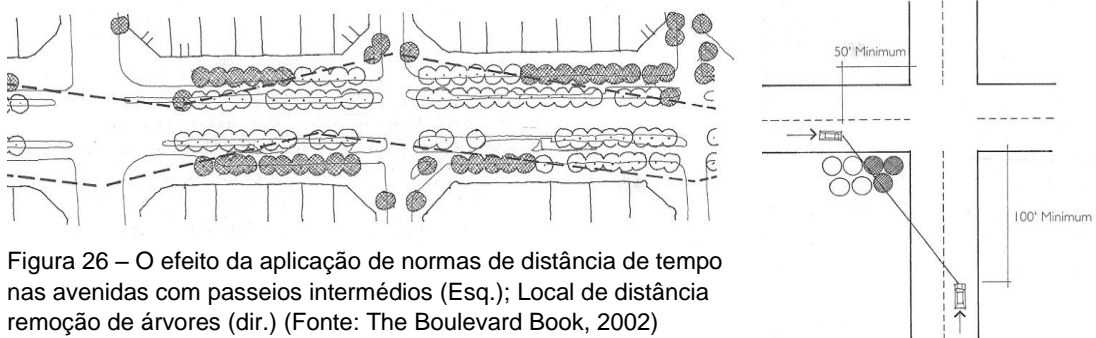 50' Minimum
100' Minimum
Figura 26 – O efeito da aplicação de normas de distância de tempo
nas avenidas com passeios intermédios (Esq.); Local de distância
remoção de árvores (dir.) (Fonte: The Boulevard Book, 2002)